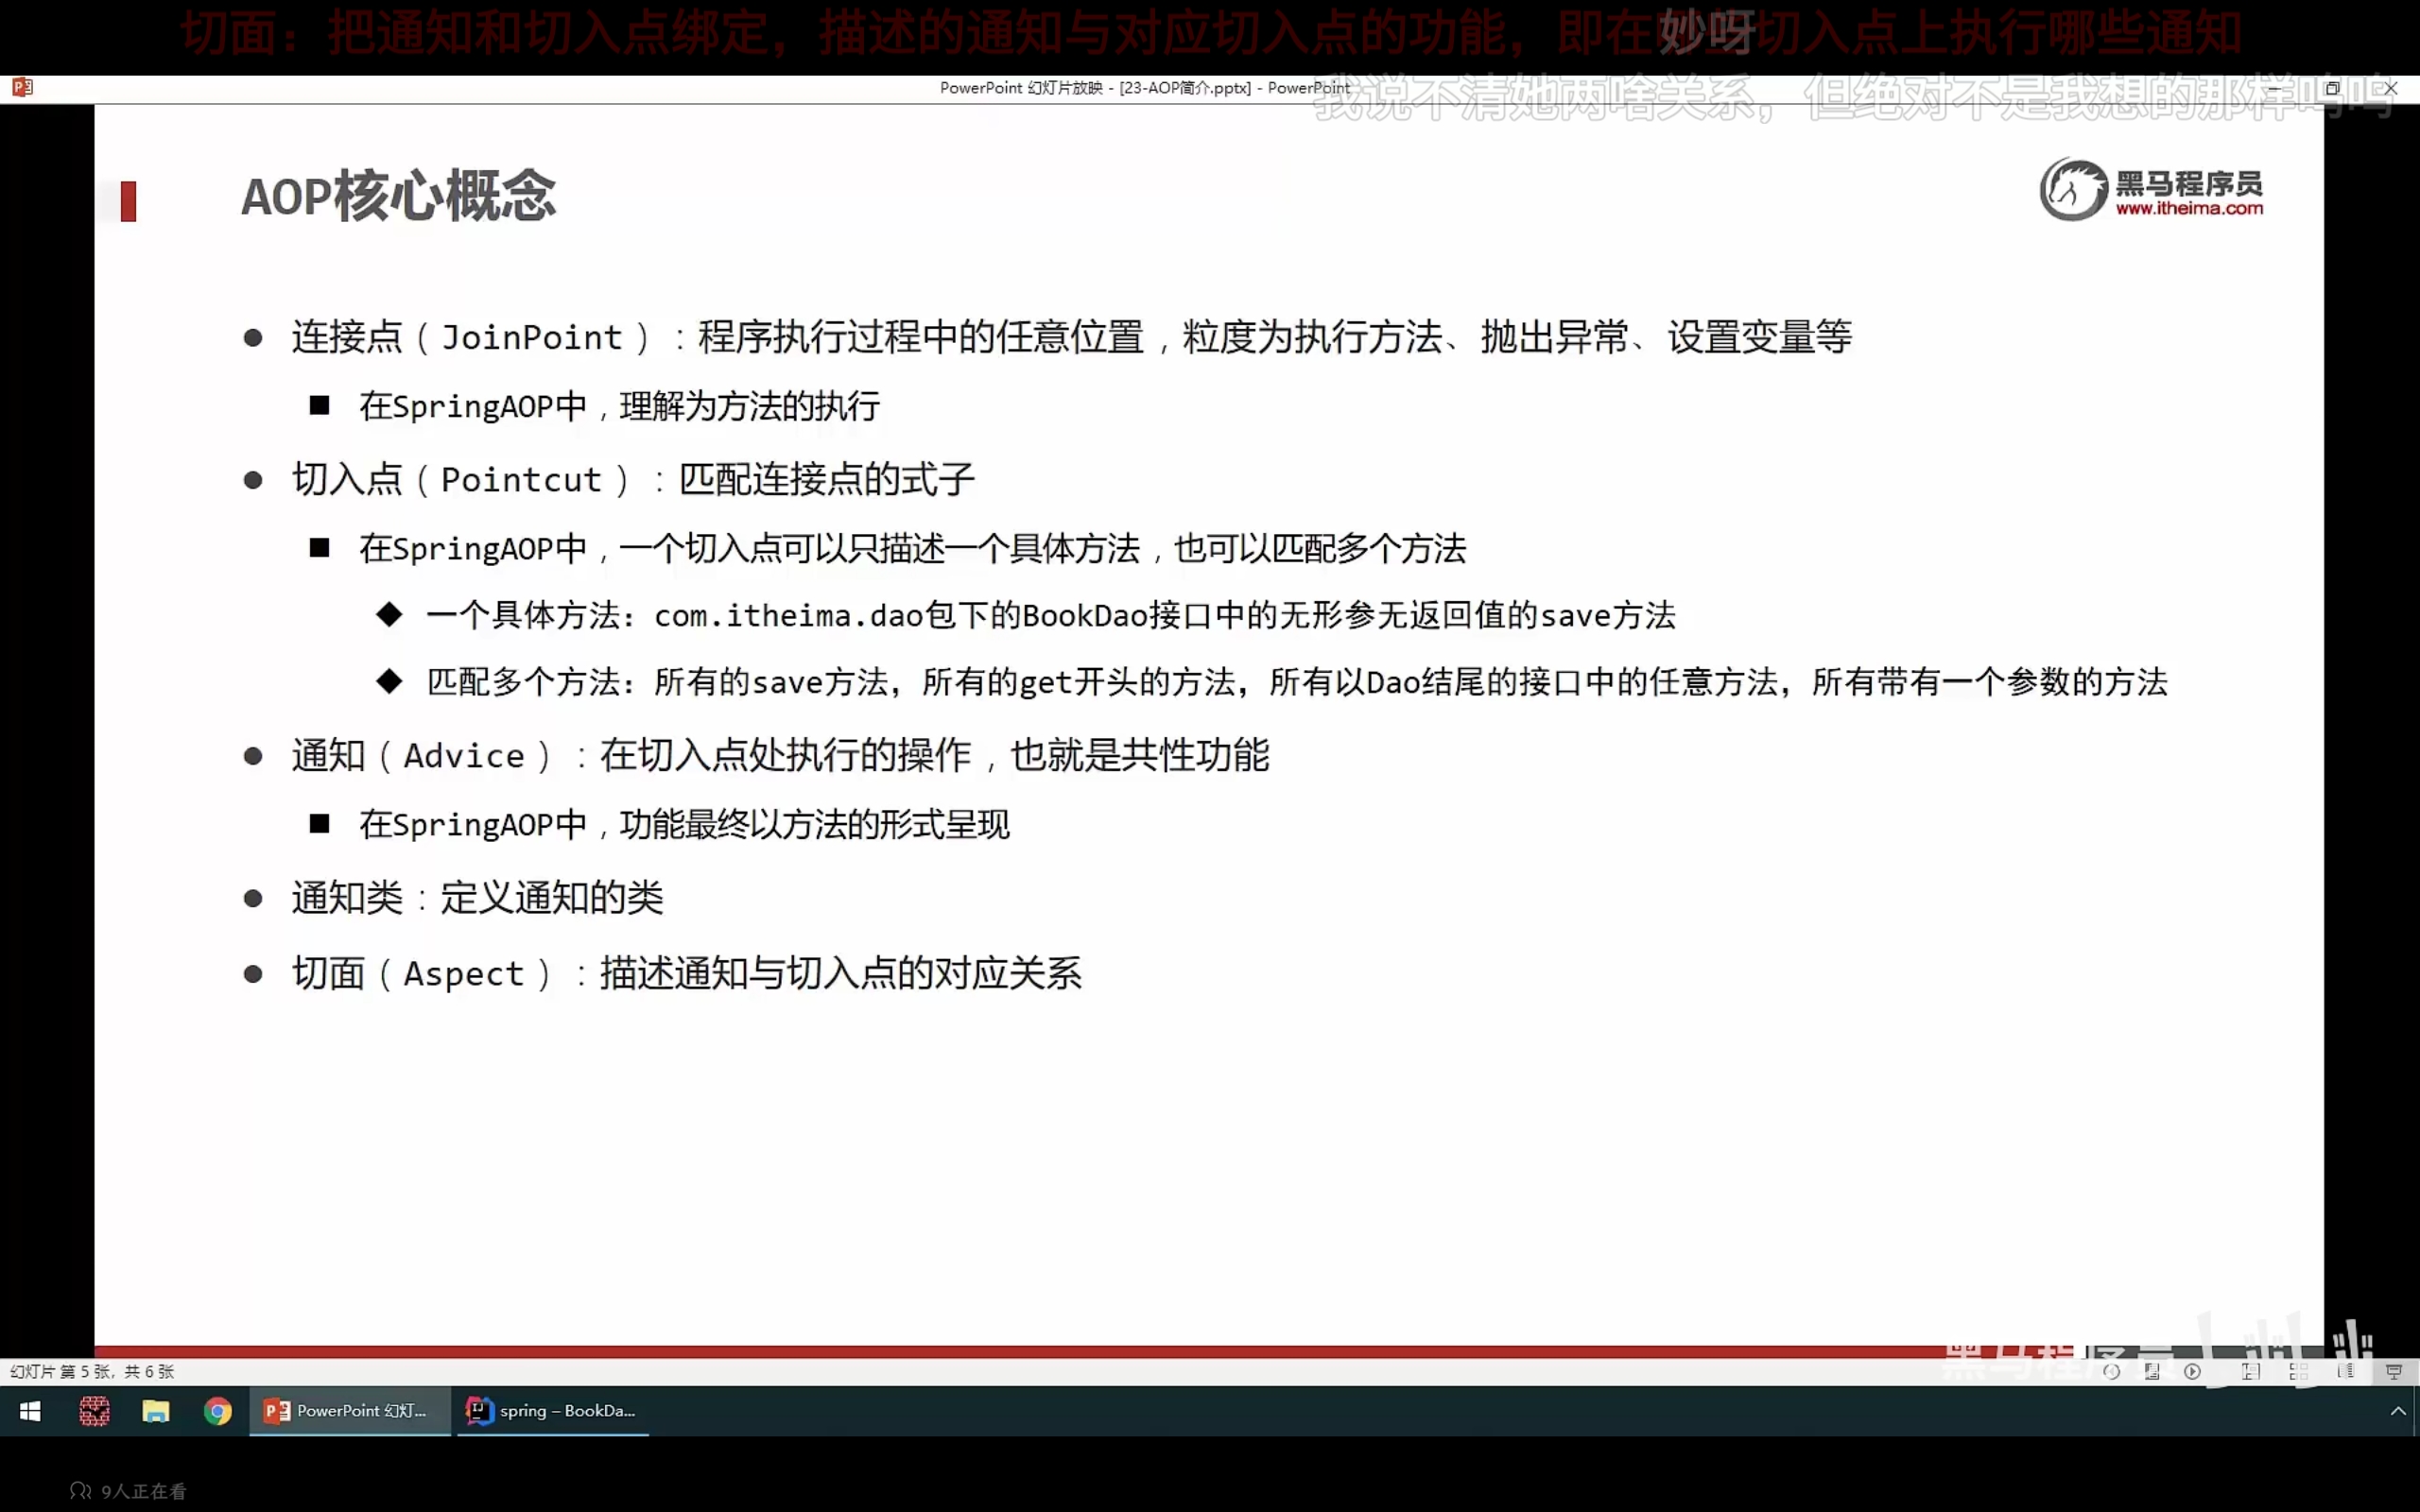 切面：把通知和切入点绑定，描述的通知与对应切入点的功能，即在
切入点上执行哪些通知
妙呀
PowerPoint 幻灯片放映 - [23-AOP简介.pptx] - PowerPoint
我说不清她两啥关系，但绝对不是我想的那样呜呜
AOP核心概念
黑马程序员
www.itheima.com
连接点（JoinPoint）：程序执行过程中的任意位置，粒度为执行方法、抛出异常、设置变量等
在SpringAOP中，理解为方法的执行
切入点（Pointcut）：匹配连接点的式子
在SpringAOP中，一个切入点可以只描述一个具体方法，也可以匹配多个方法
一个具体方法：com.itheima.dao包下的BookDao接口中的无形参无返回值的save方法
匹配多个方法：所有的save方法，所有的get开头的方法，所有以Dao结尾的接口中的任意方法，所有带有一个参数的方法
通知（Advice）：在切入点处执行的操作，也就是共性功能
在SpringAOP中，功能最终以方法的形式呈现
通知类：定义通知的类
切面（Aspect）：描述通知与切入点的对应关系
黑马程序员
幻灯片 第 5 张，共 6 张
PowerPoint 幻灯...
spring – BookDa...
9人正在看